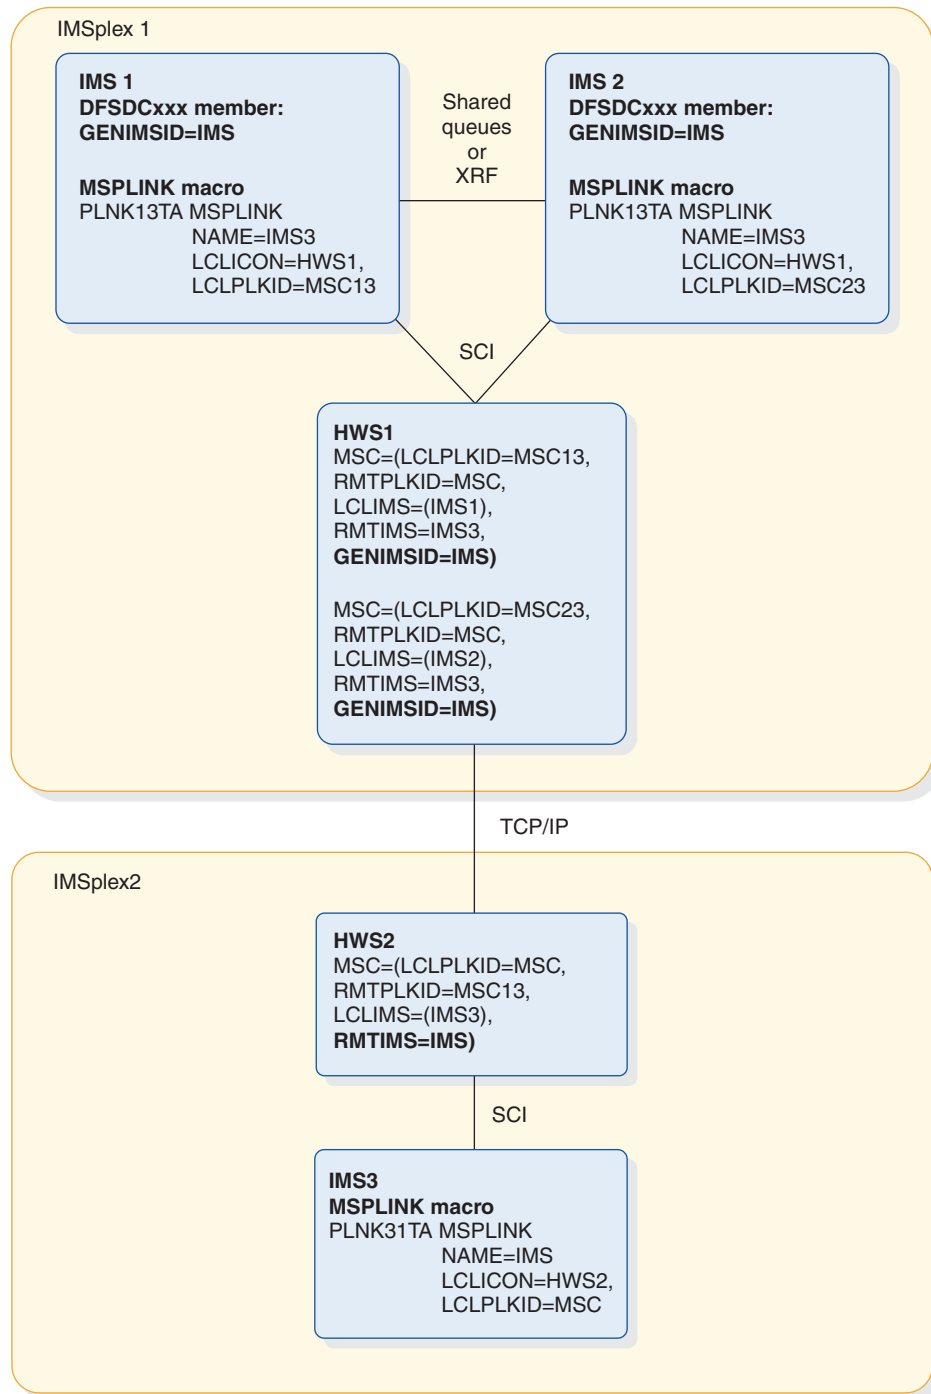 IMSplex 1
IMS 1
DFSDCxxx member:
GENIMSID=IMS
MSPLINK macro
PLNK13TA MSPLINK
NAME=IMS3
LCLICON=HWS1,
LCLPLKID=MSC13
Shared
queues
or
XRF
IMS 2
DFSDCxxx member:
GENIMSID=IMS
MSPLINK macro
PLNK13TA MSPLINK
NAME=IMS3
LCLICON=HWS1,
LCLPLKID=MSC23
SCI
HWS1
MSC=(LCLPLKID=MSC13,
RMTPLKID=MSC,
LCLIMS=(IMS1),
RMTIMS=IMS3,
GENIMSID=IMS)
MSC=(LCLPLKID=MSC23,
RMTPLKID=MSC,
LCLIMS=(IMS2),
RMTIMS=IMS3,
GENIMSID=IMS)
TCP/IP
IMSplex2
HWS2
MSC=(LCLPLKID=MSC,
RMTPLKID=MSC13,
LCLIMS=(IMS3),
RMTIMS=IMS)
SCI
IMS3
MSPLINK macro
PLNK31TA MSPLINK
NAME=IMS
LCLICON=HWS2,
LCLPLKID=MSC